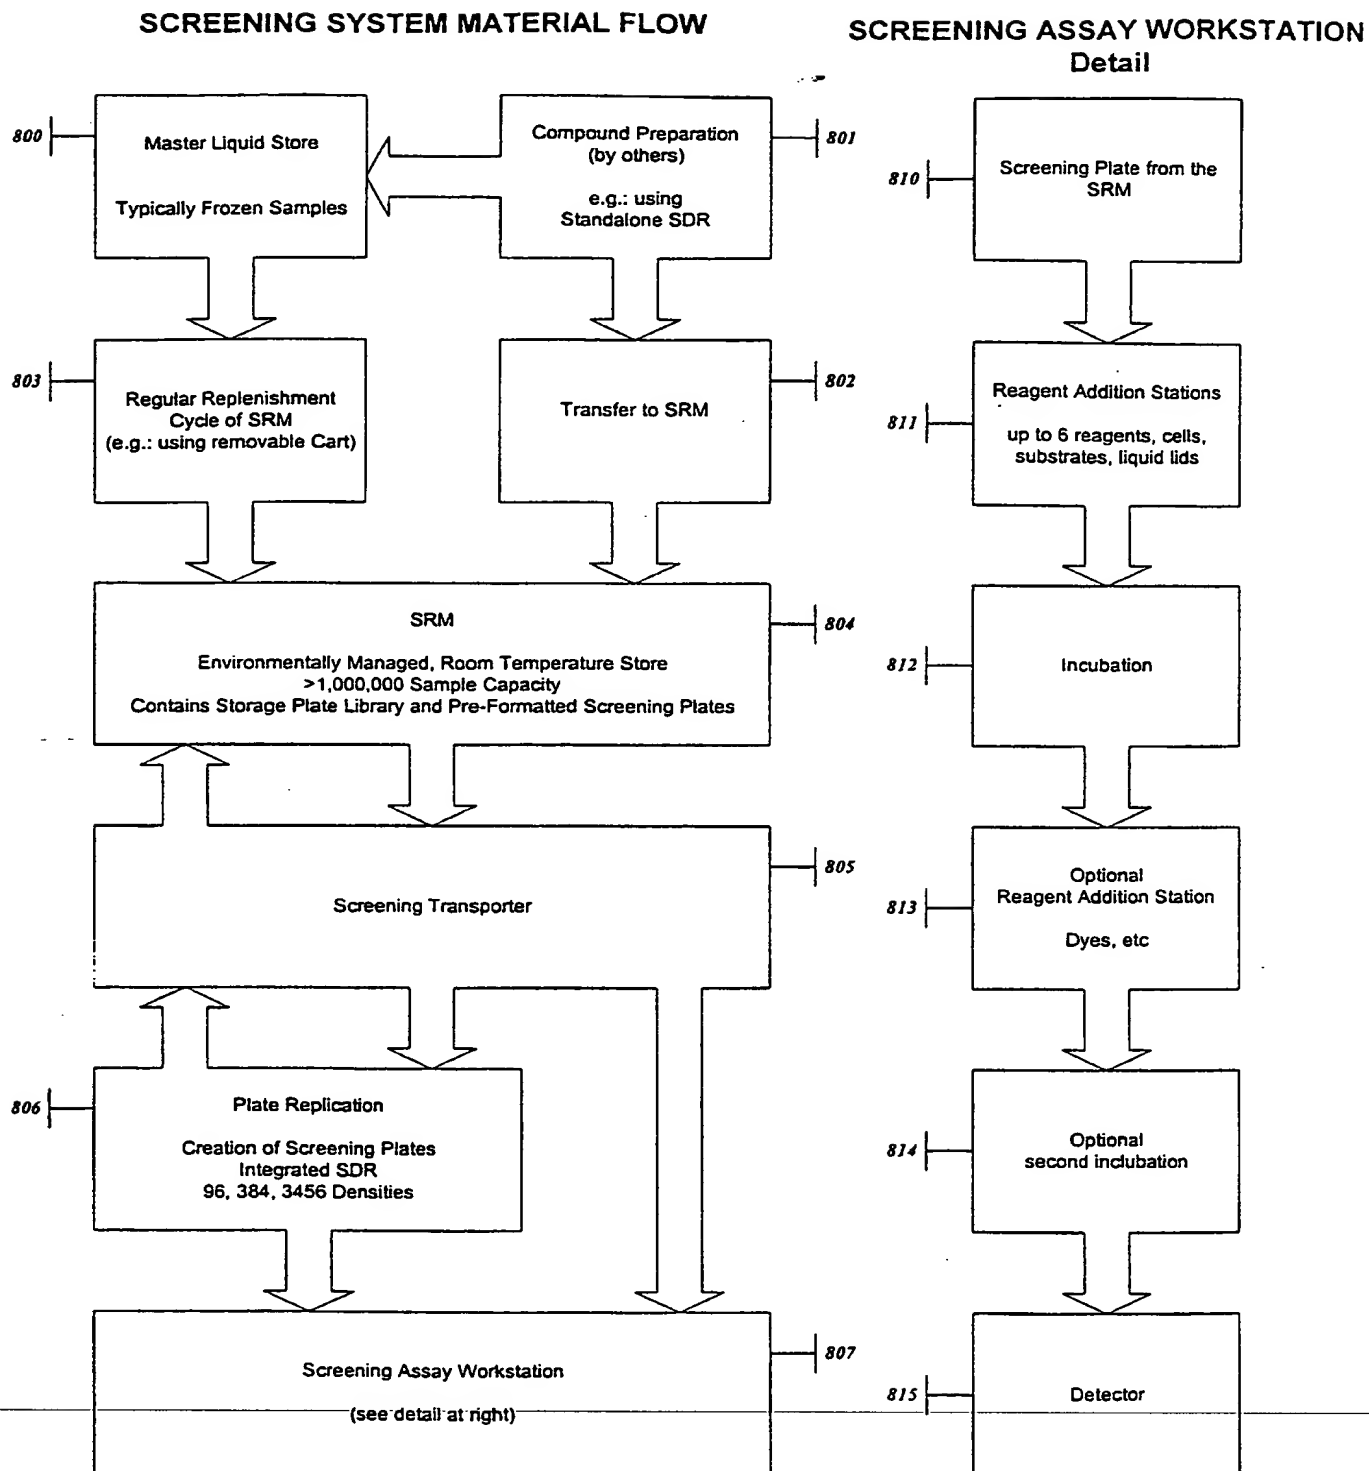 SCREENING SYSTEM MATERIAL FLOW
800
Master Liquid Store
Typically Frozen Samples
Compound Preparation
(by others)
e.g.: using
Standalone SDR
801
803
Regular Replenishment
Cycle of SRM
(e.g.: using removable Cart)
Transfer to SRM
802
SRM
Environmentally Managed, Room Temperature Store
>1,000,000 Sample Capacity
Contains Storage Plate Library and Pre-Formatted Screening Plates
804
Screening Transporter
805
806
Plate Replication
Creation of Screening Plates
Integrated SDR
96, 384, 3456 Densities
Screening Assay Workstation
(see detail at right)
807
SCREENING ASSAY WORKSTATION
Detail
810
Screening Plate from the
SRM
811
Reagent Addition Stations
up to 6 reagents, cells,
substrates, liquid lids
812
Incubation
813
Optional
Reagent Addition Station
Dyes, etc
814
Optional
second inclubation
815
Detector